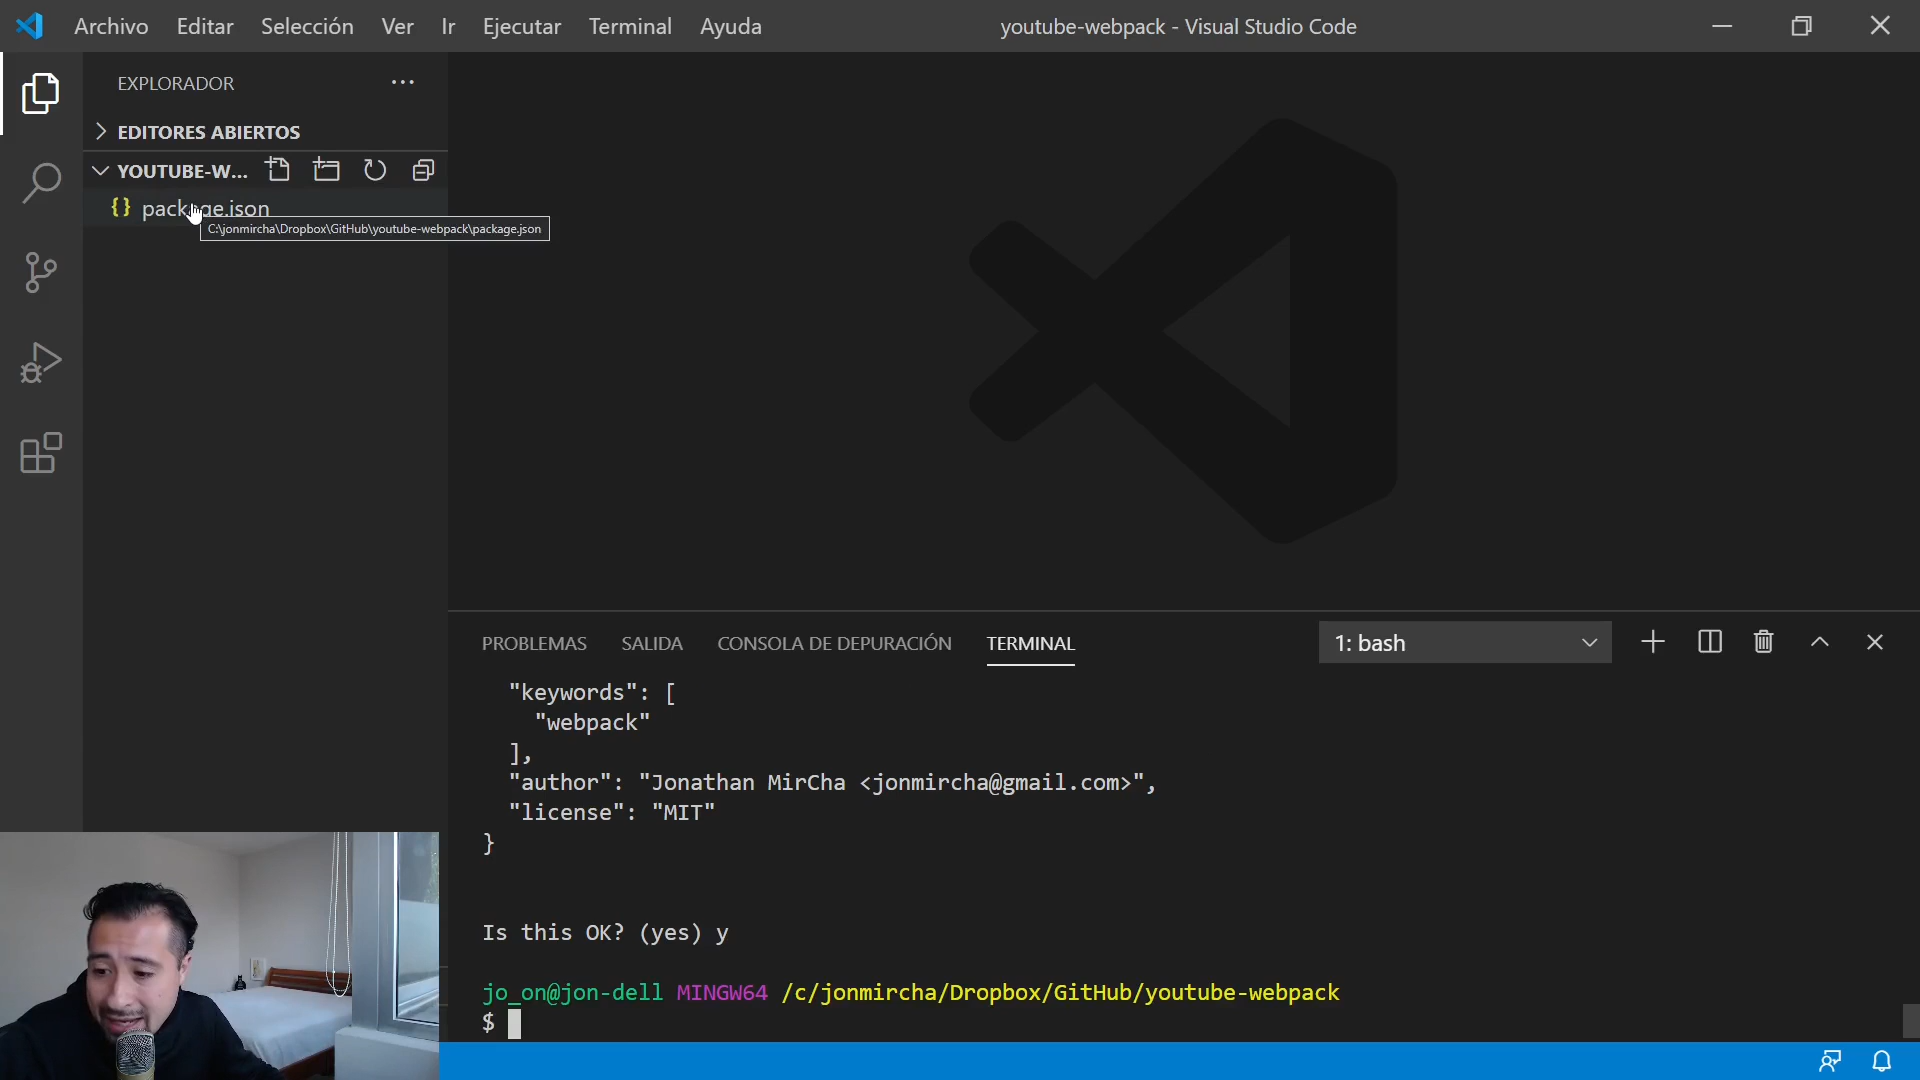 Archivo Editar Selección Ver Ir Ejecutar Terminal Ayuda youtube-webpack - Visual Studio Code
EXPLORADOR
EDITORES ABIERTOS
YOUTUBE-W...
{} package.json
C:\jonmircha\Dropbox\GitHub\youtube-webpack\package.json
PROBLEMAS SALIDA CONSOLA DE DEPURACIÓN TERMINAL 1: bash
"keywords": [
"webpack"
],
"author": "Jonathan MirCha <jonmircha@gmail.com>",
"license": "MIT"
}
Is this OK? (yes) y
jo_on@jon-dell MINGW64 /c/jonmircha/Dropbox/GitHub/youtube-webpack
$